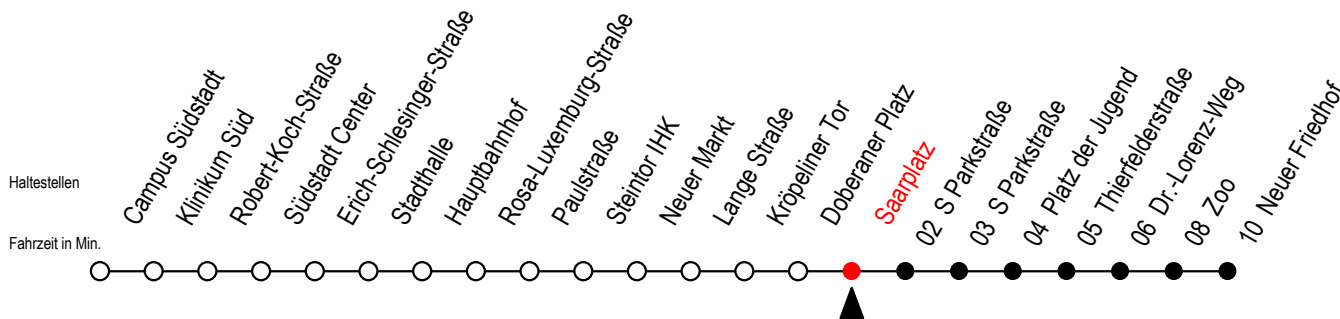 Haltestellen
Fahrzeit in Min.
Campus Südstadt
Klinikum Süd
Robert-Koch-Straße
Südstadt Center
Erich-Schlesinger-Straße
Stadthalle
Hauptbahnhof
Rosa-Luxemburg-Straße
Paulstraße
Steintor IHK
Neuer Markt
Lange Straße
Kröpeliner Tor
Doberaner Platz
Saarplatz
02 S Parkstraße
03 S Parkstraße
04 Platz der Jugend
05 Thierfelderstraße
06 Dr.-Lorenz-Weg
08 Zoo
10 Neuer Friedhof